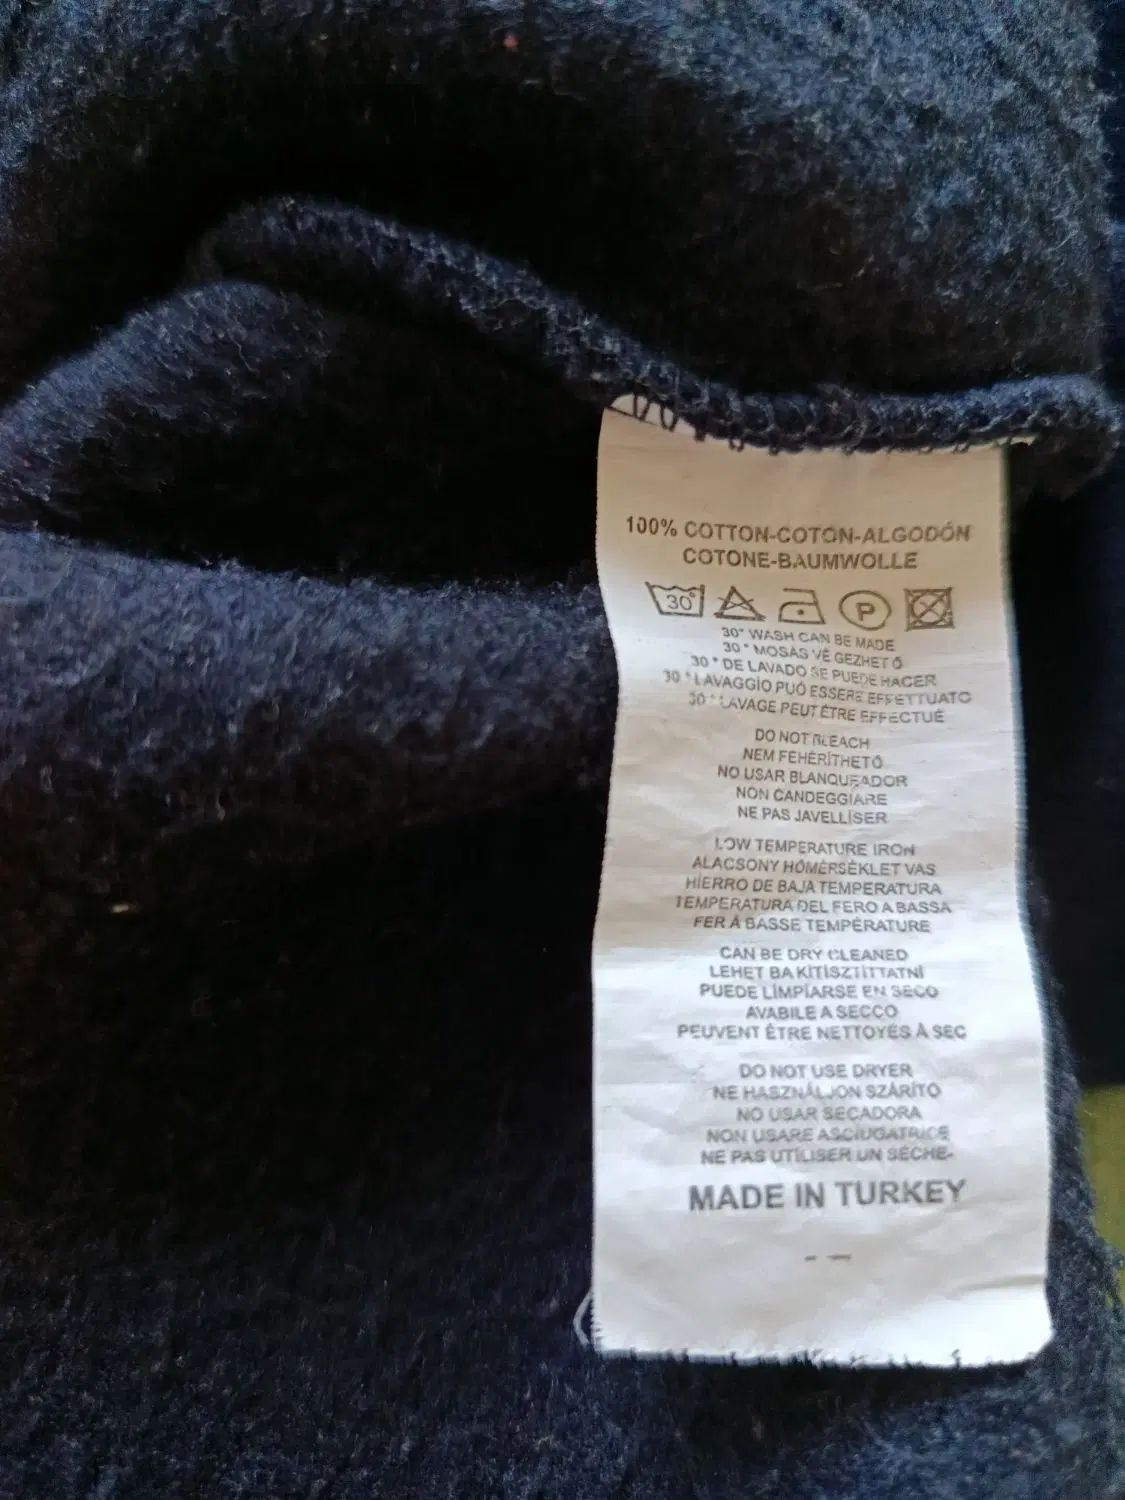 100% COTTON-COTON-ALGODÓN
COTONE-BAUMWOLLE
30° P
30° WASH CAN BE MADE
30° MOSÁS VÉ GEZHETŐ
30° DE LAVADO SE PUEDE HACER
30° LAVAGGIO PUÓ ESSERE EFFETTUATO
30° LAVAGE PEUT ÊTRE EFFECTUÉ
DO NOT BLEACH
NEM FEHÉRÍTHETŐ
NO USAR BLANQUEADOR
NON CANDEGGIARE
NE PAS JAVELLISER
LOW TEMPERATURE IRON
ALACSONY HŐMÉRSÉKLET VAS
HIERRO DE BAJA TEMPERATURA
TEMPERATURA DEL FERO A BASSA
FER À BASSE TEMPÉRATURE
CAN BE DRY CLEANED
LEHET BA KITISZTÍTTATNÍ
PUEDE LIMPIARSE EN SECO
AVABILE A SECCO
PEUVENT ÊTRE NETTOYÉS À SEC
DO NOT USE DRYER
NE HASZNÁLJON SZÁRÍTÓ
NO USAR SECADORA
NON USARE ASCIUGATRICE
NE PAS UTILISER UN SÈCHE-
MADE IN TURKEY